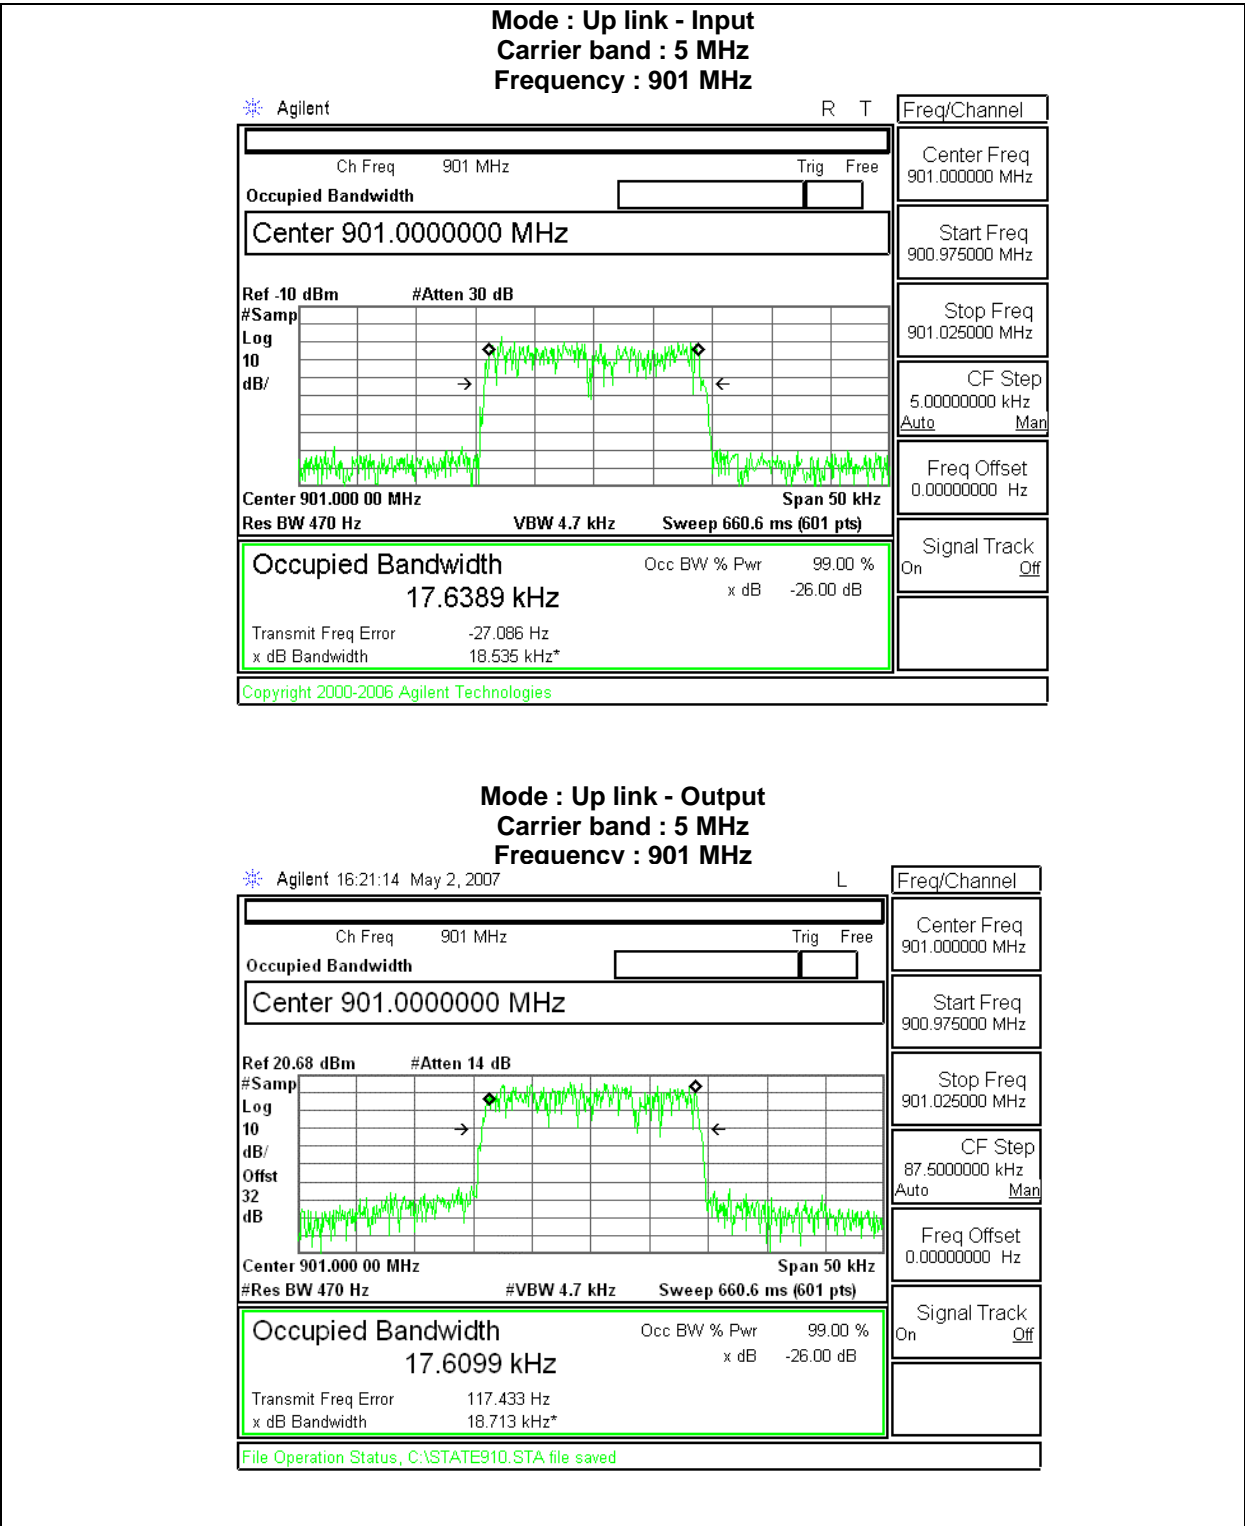 Mode : Up link - Input
Carrier band : 5 MHz
Frequency : 901 MHz
Agilent R T Freq/Channel
Ch Freq 901 MHz Trig Free
Occupied Bandwidth
Center 901.0000000 MHz
Center Freq
901.000000 MHz
Start Freq
900.975000 MHz
Stop Freq
901.025000 MHz
CF Step
5.00000000 kHz
Auto Man
Freq Offset
0.00000000 Hz
Signal Track
On Off
Ref -10 dBm #Atten 30 dB
#Samp
Log
10
dB/
Center 901.000 00 MHz Span 50 kHz
Res BW 470 Hz VBW 4.7 kHz Sweep 660.6 ms (601 pts)
Occupied Bandwidth Occ BW % Pwr 99.00 %
17.6389 kHz x dB -26.00 dB
Transmit Freq Error -27.086 Hz
x dB Bandwidth 18.535 kHz*
Copyright 2000-2006 Agilent Technologies
Mode : Up link - Output
Carrier band : 5 MHz
Frequency : 901 MHz
Agilent 16:21:14 May 2, 2007 L Freq/Channel
Ch Freq 901 MHz Trig Free
Occupied Bandwidth
Center 901.0000000 MHz
Center Freq
901.000000 MHz
Start Freq
900.975000 MHz
Stop Freq
901.025000 MHz
CF Step
87.5000000 kHz
Auto Man
Freq Offset
0.00000000 Hz
Signal Track
On Off
Ref 20.68 dBm #Atten 14 dB
#Samp
Log
10
dB/
Offst
32
dB
Center 901.000 00 MHz Span 50 kHz
#Res BW 470 Hz #VBW 4.7 kHz Sweep 660.6 ms (601 pts)
Occupied Bandwidth Occ BW % Pwr 99.00 %
17.6099 kHz x dB -26.00 dB
Transmit Freq Error 117.433 Hz
x dB Bandwidth 18.713 kHz*
File Operation Status, C:\STATE910.STA file saved